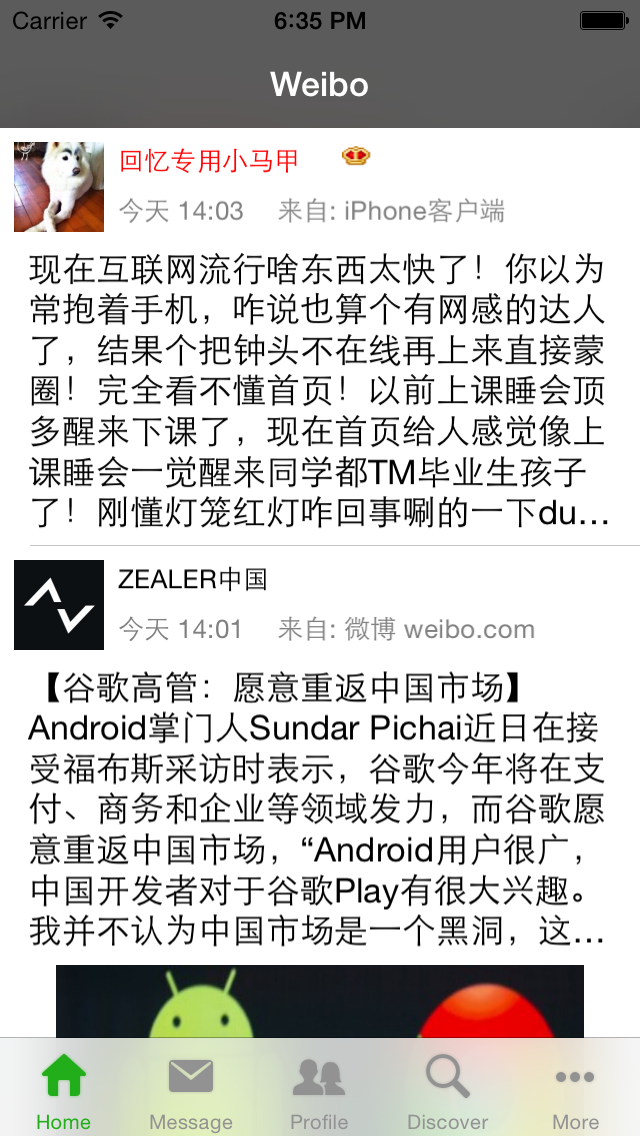 Carrier 6:35 PM
Weibo
回忆专用小马甲
今天 14:03 来自: iPhone客户端
现在互联网流行啥东西太快了！你以为
常抱着手机，咋说也算个有网感的达人
了，结果个把钟头不在线再上来直接蒙
圈！完全看不懂首页！以前上课睡会顶
多醒来下课了，现在首页给人感觉像上
课睡会一觉醒来同学都TM毕业生孩子
了！刚懂灯笼红灯咋回事唰的一下du...
ZEALER中国
今天 14:01 来自: 微博 weibo.com
【谷歌高管：愿意重返中国市场】
Android掌门人Sundar Pichai近日在接
受福布斯采访时表示，谷歌今年将在支
付、商务和企业等领域发力，而谷歌愿
意重返中国市场，“Android用户很广，
中国开发者对于谷歌Play有很大兴趣。
我并不认为中国市场是一个黑洞，这...
Home Message Profile Discover More